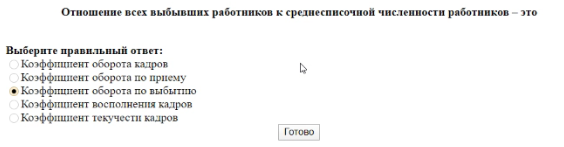 Отношение всех выбывших работников к среднесписочной численности работников – это
Выберите правильный ответ:
Коэффициент оборота кадров
Коэффициент оборота по приему
Коэффициент оборота по выбытию
Коэффициент восполнения кадров
Коэффициент текучести кадров
Готово